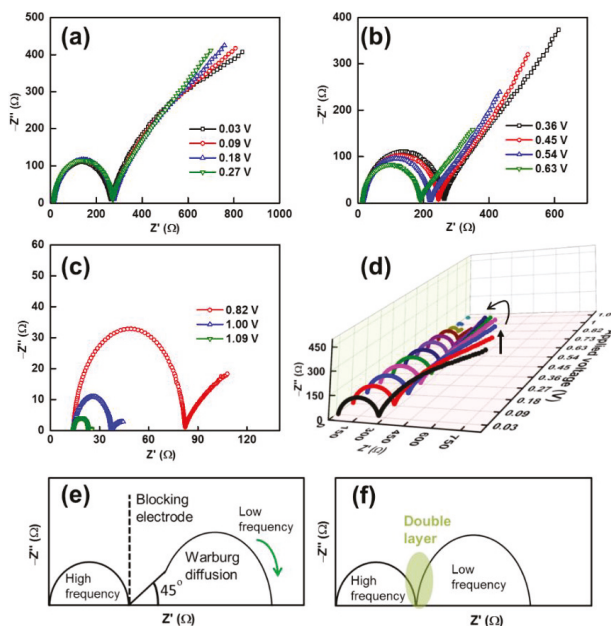 (a)
500
400
300
200
100
0
-Z'' (Ω)
0 200 400 600 800 1000
Z' (Ω)
0.03 V
0.09 V
0.18 V
0.27 V
(b)
400
300
200
100
0
-Z'' (Ω)
0 200 400 600
Z' (Ω)
0.36 V
0.45 V
0.54 V
0.63 V
(c)
60
50
40
30
20
10
0
-Z'' (Ω)
0 30 60 90 120
Z' (Ω)
0.82 V
1.00 V
1.09 V
(d)
450
300
150
0
-Z'' (Ω)
150 300 450 600 750
Z' (Ω)
0.03
0.09
0.18
0.27
0.36
0.45
0.54
0.63
0.82
1
Applied voltage (V)
(e)
-Z'' (Ω)
Blocking
electrode
Low
frequency
High
frequency
Warburg
diffusion
45°
Z' (Ω)
(f)
-Z'' (Ω)
Double
layer
High
frequency
Low
frequency
Z' (Ω)